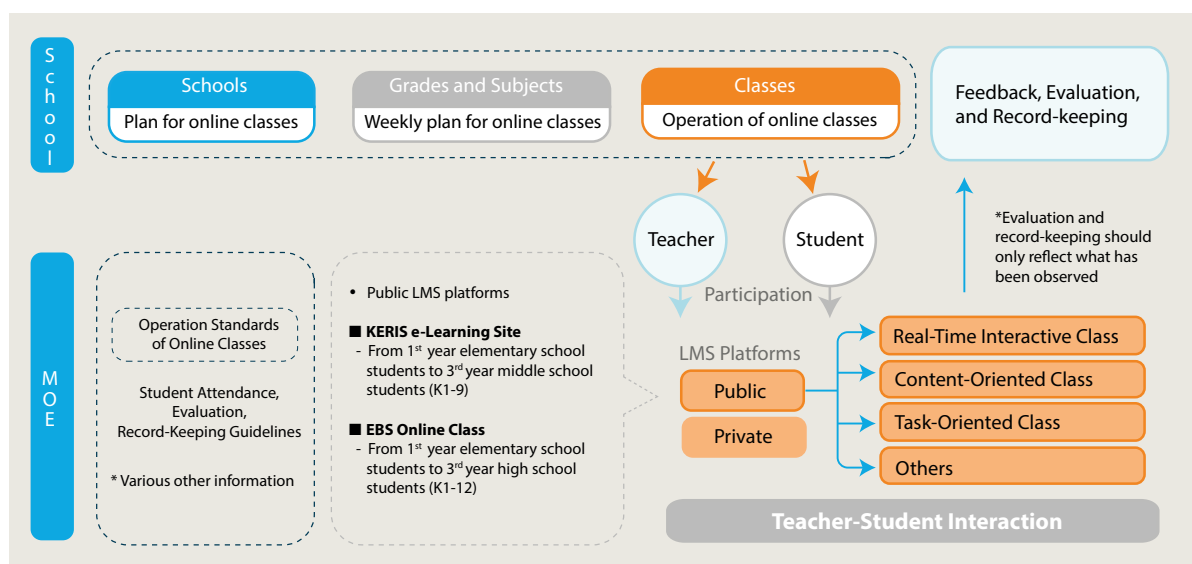 School
Schools
Plan for online classes
Grades and Subjects
Weekly plan for online classes
Classes
Operation of online classes
Feedback, Evaluation,
and Record-keeping
Teacher
Student
Participation
*Evaluation and
record-keeping should
only reflect what has
been observed
MOE
Operation Standards
of Online Classes
Student Attendance,
Evaluation,
Record-Keeping Guidelines
* Various other information
• Public LMS platforms
■ KERIS e-Learning Site
- From 1st year elementary school
students to 3rd year middle school
students (K1-9)
■ EBS Online Class
- From 1st year elementary school
students to 3rd year high school
students (K1-12)
LMS Platforms
Public
Private
Real-Time Interactive Class
Content-Oriented Class
Task-Oriented Class
Others
Teacher-Student Interaction